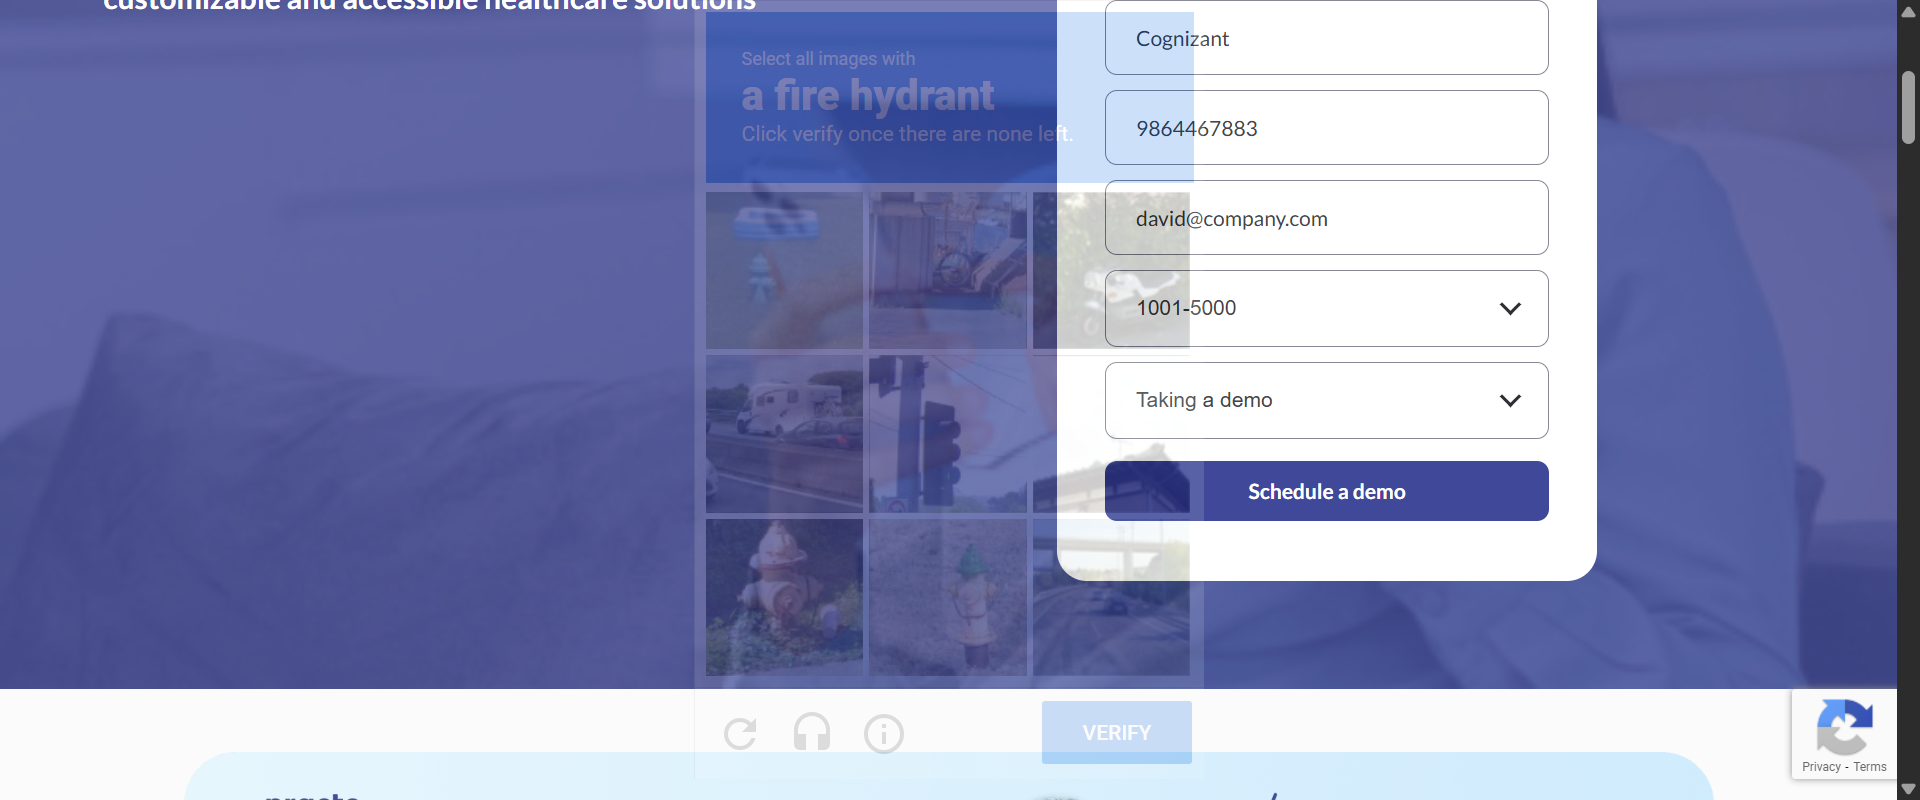 customizable and accessible healthcare solutions
Select all images with
a fire hydrant
Click verify once there are none left.
Cognizant
9864467883
david@company.com
1001-5000
Taking a demo
Schedule a demo
VERIFY
Privacy - Terms